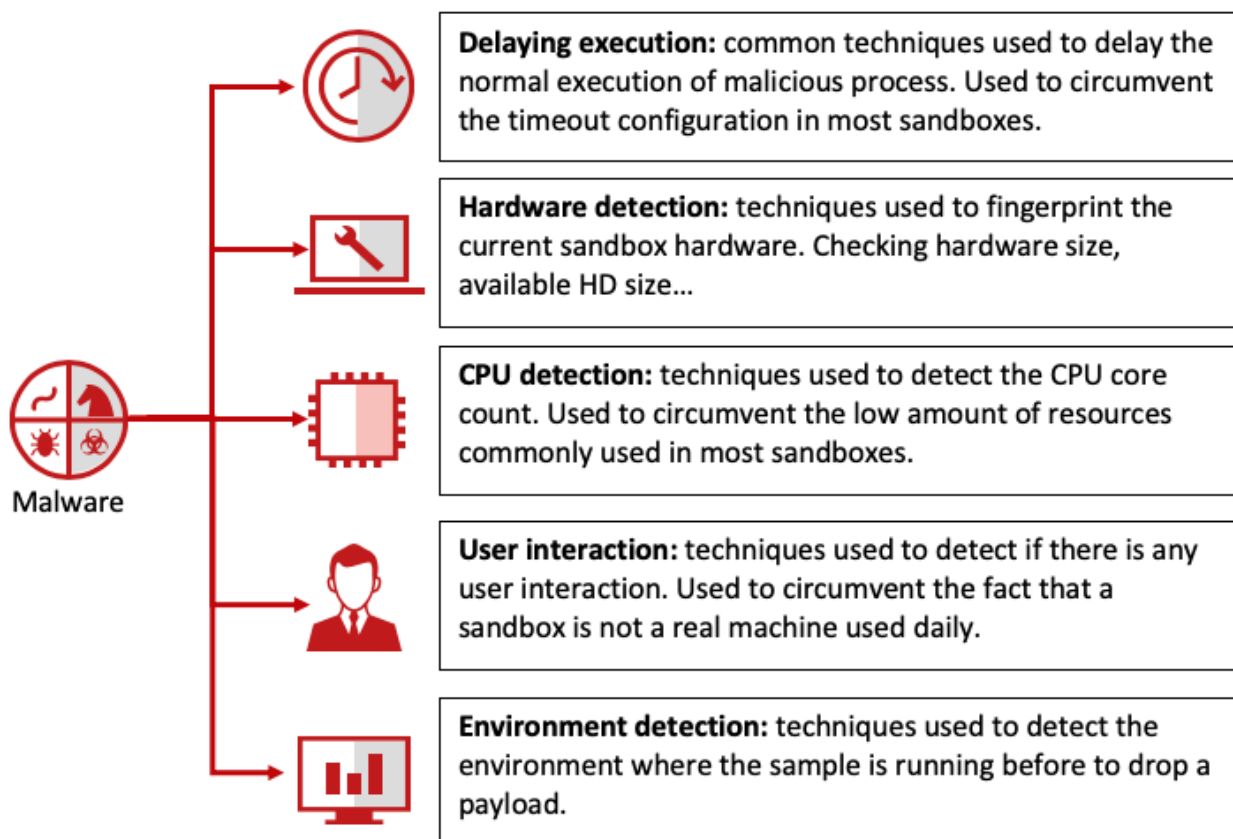 Delaying execution: common techniques used to delay the
normal execution of malicious process. Used to circumvent
the timeout configuration in most sandboxes.
Hardware detection: techniques used to fingerprint the
current sandbox hardware. Checking hardware size,
available HD size...
CPU detection: techniques used to detect the CPU core
count. Used to circumvent the low amount of resources
commonly used in most sandboxes.
Malware
User interaction: techniques used to detect if there is any
user interaction. Used to circumvent the fact that a
sandbox is not a real machine used daily.
Environment detection: techniques used to detect the
environment where the sample is running before to drop a
payload.